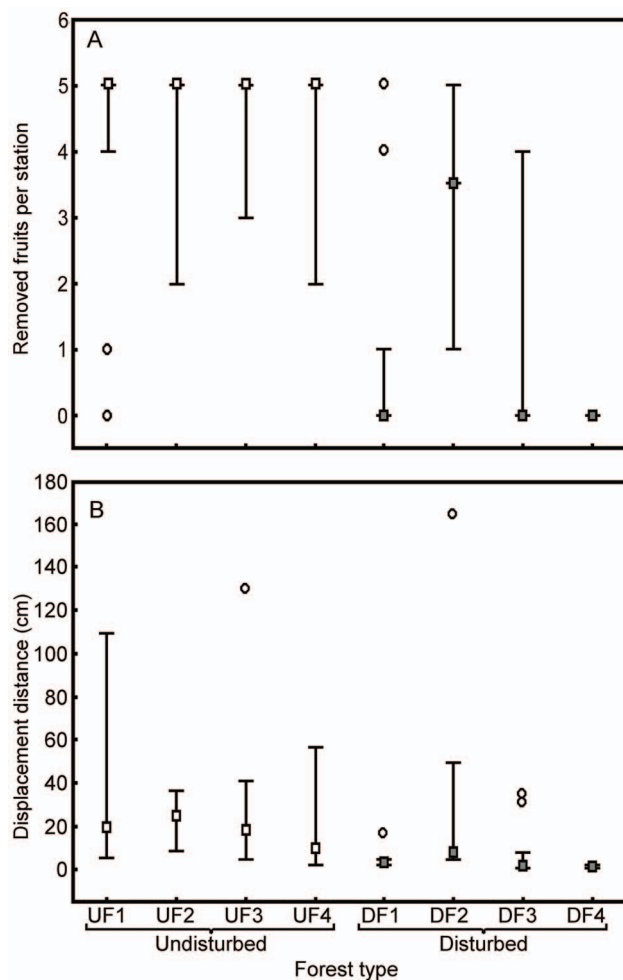 A
Removed fruits per station
6
5
4
3
2
1
0
B
Displacement distance (cm)
180
160
140
120
100
80
60
40
20
0
UF1 UF2 UF3 UF4 DF1 DF2 DF3 DF4
Undisturbed Disturbed
Forest type